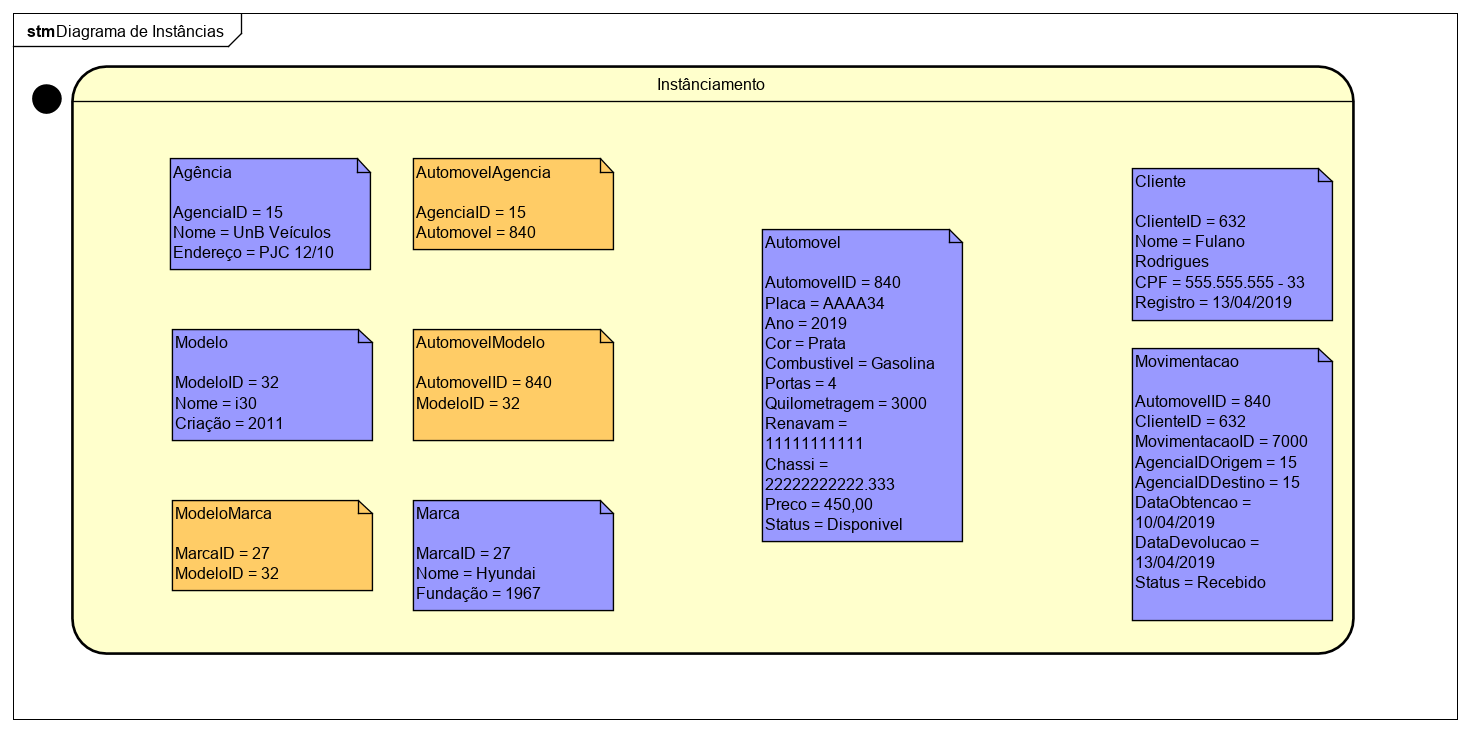 stm Diagrama de Instâncias
Instânciamento
Agência
AgenciaID = 15
Nome = UnB Veículos
Endereço = PJC 12/10
AutomovelAgencia
AgenciaID = 15
Automovel = 840
Modelo
ModeloID = 32
Nome = i30
Criação = 2011
AutomovelModelo
AutomovelID = 840
ModeloID = 32
ModeloMarca
MarcaID = 27
ModeloID = 32
Marca
MarcaID = 27
Nome = Hyundai
Fundação = 1967
Automovel
AutomovelID = 840
Placa = AAAA34
Ano = 2019
Cor = Prata
Combustivel = Gasolina
Portas = 4
Quilometragem = 3000
Renavam =
11111111111
Chassi =
22222222222.333
Preco = 450,00
Status = Disponivel
Cliente
ClienteID = 632
Nome = Fulano
Rodrigues
CPF = 555.555.555 - 33
Registro = 13/04/2019
Movimentacao
AutomovelID = 840
ClienteID = 632
MovimentacaoID = 7000
AgenciaIDOrigem = 15
AgenciaIDDestino = 15
DataObtencao =
10/04/2019
DataDevolucao =
13/04/2019
Status = Recebido